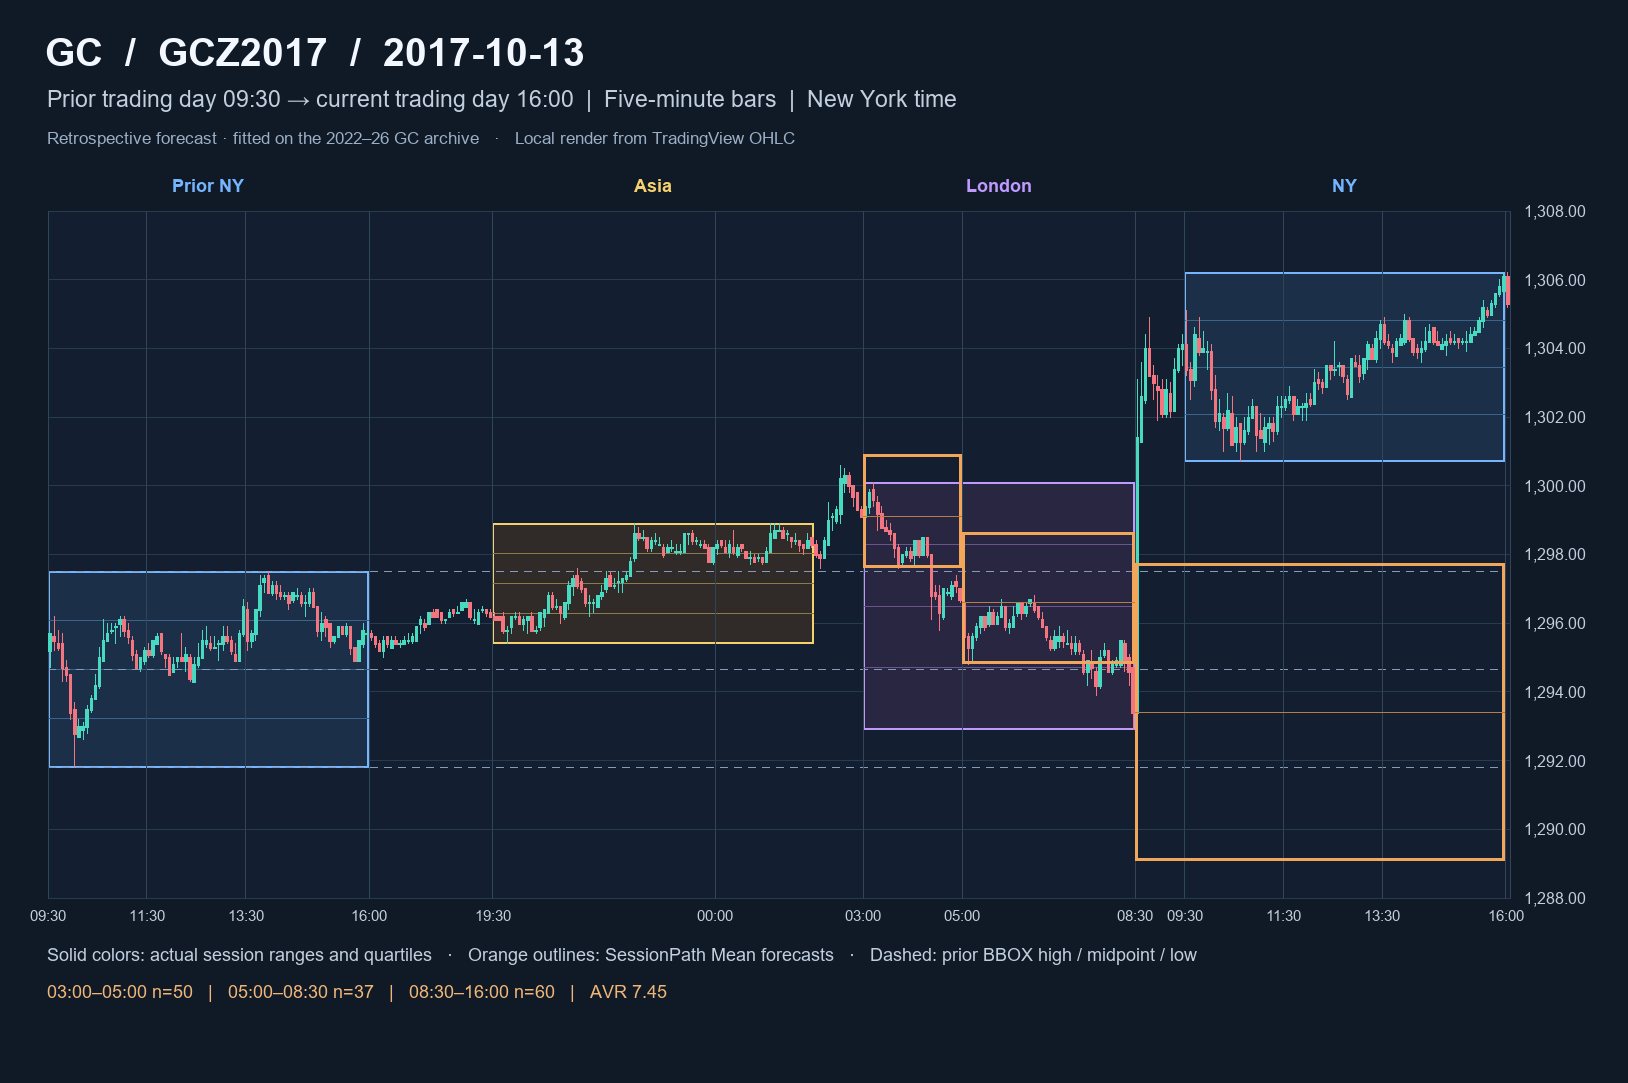 GC / GCZ2017 / 2017-10-13
Prior trading day 09:30 → current trading day 16:00 | Five-minute bars | New York time
Retrospective forecast · fitted on the 2022–26 GC archive · Local render from TradingView OHLC
Prior NY Asia London NY
1,308.00
1,306.00
1,304.00
1,302.00
1,300.00
1,298.00
1,296.00
1,294.00
1,292.00
1,290.00
1,288.00
09:30 11:30 13:30 16:00 19:30 00:00 03:00 05:00 08:30 09:30 11:30 13:30 16:00
Solid colors: actual session ranges and quartiles · Orange outlines: SessionPath Mean forecasts · Dashed: prior BBOX high / midpoint / low
03:00–05:00 n=50 | 05:00–08:30 n=37 | 08:30–16:00 n=60 | AVR 7.45